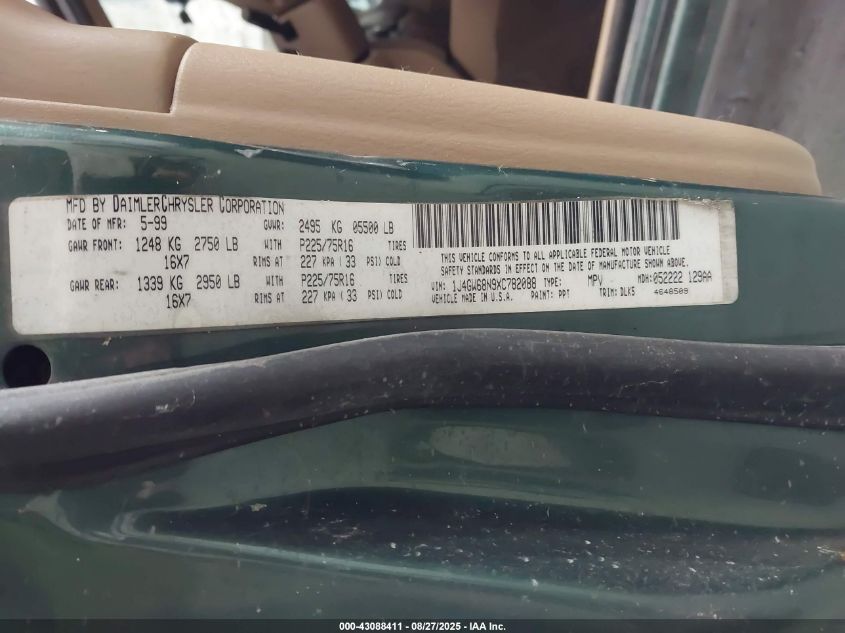 MFD BY DAIMLERCHRYSLER CORPORATION
DATE OF MFR: 5-99 GVWR: 2495 KG 05500 LB
GAWR FRONT: 1248 KG 2750 LB WITH P225/75R16 TIRES
16X7 RIMS AT 227 KPA ( 33 PSI) COLD
GAWR REAR: 1339 KG 2950 LB WITH P225/75R16 TIRES
16X7 RIMS AT 227 KPA ( 33 PSI) COLD
THIS VEHICLE CONFORMS TO ALL APPLICABLE FEDERAL MOTOR VEHICLE
SAFETY STANDARDS IN EFFECT ON THE DATE OF MANUFACTURE SHOWN ABOVE.
VIN: 1J4GW68N9XC782088 TYPE: MPV MDH: 052222 129AA
VEHICLE MADE IN U.S.A. PAINT: PPT TRIM: DLK5 4648509
000-43088411 - 08/27/2025 - IAA Inc.